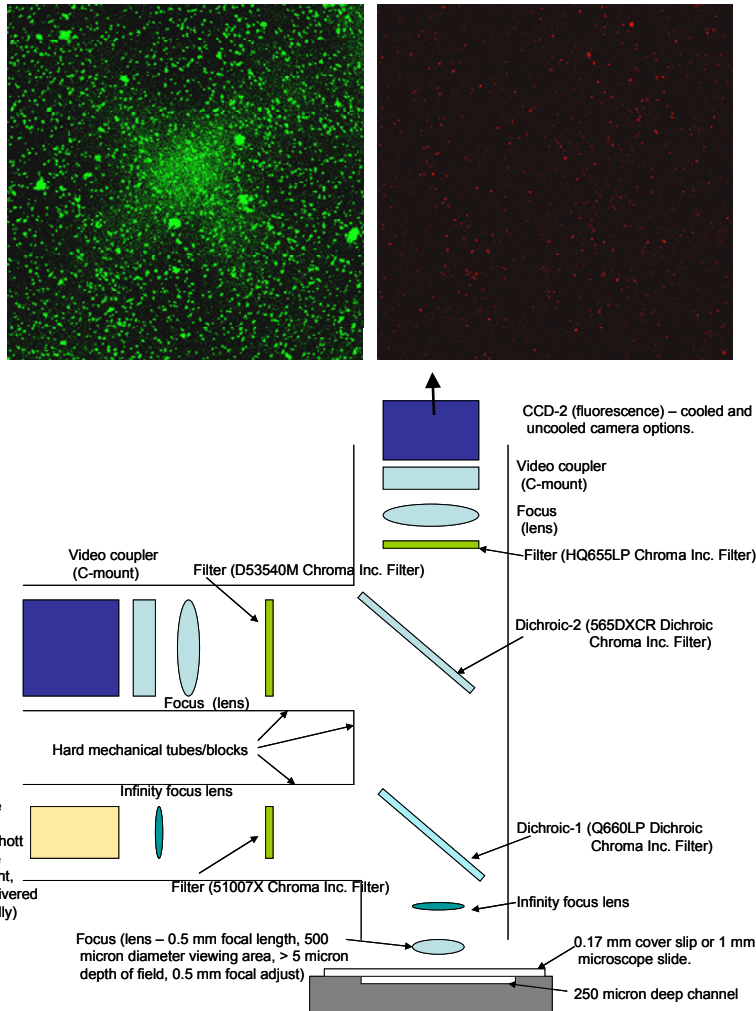 CCD-2 (fluorescence) – cooled and
uncooled camera options.
Video coupler
(C-mount)
Focus
(lens)
Filter (HQ655LP Chroma Inc. Filter)
Video coupler
(C-mount)
Filter (D53540M Chroma Inc. Filter)
Dichroic-2 (565DXCR Dichroic
Chroma Inc. Filter)
Focus (lens)
Hard mechanical tubes/blocks
Infinity focus lens
Dichroic-1 (Q660LP Dichroic
Chroma Inc. Filter)
Filter (51007X Chroma Inc. Filter)
Infinity focus lens
Focus (lens – 0.5 mm focal length, 500
micron diameter viewing area, > 5 micron
depth of field, 0.5 mm focal adjust)
0.17 mm cover slip or 1 mm
microscope slide.
250 micron deep channel